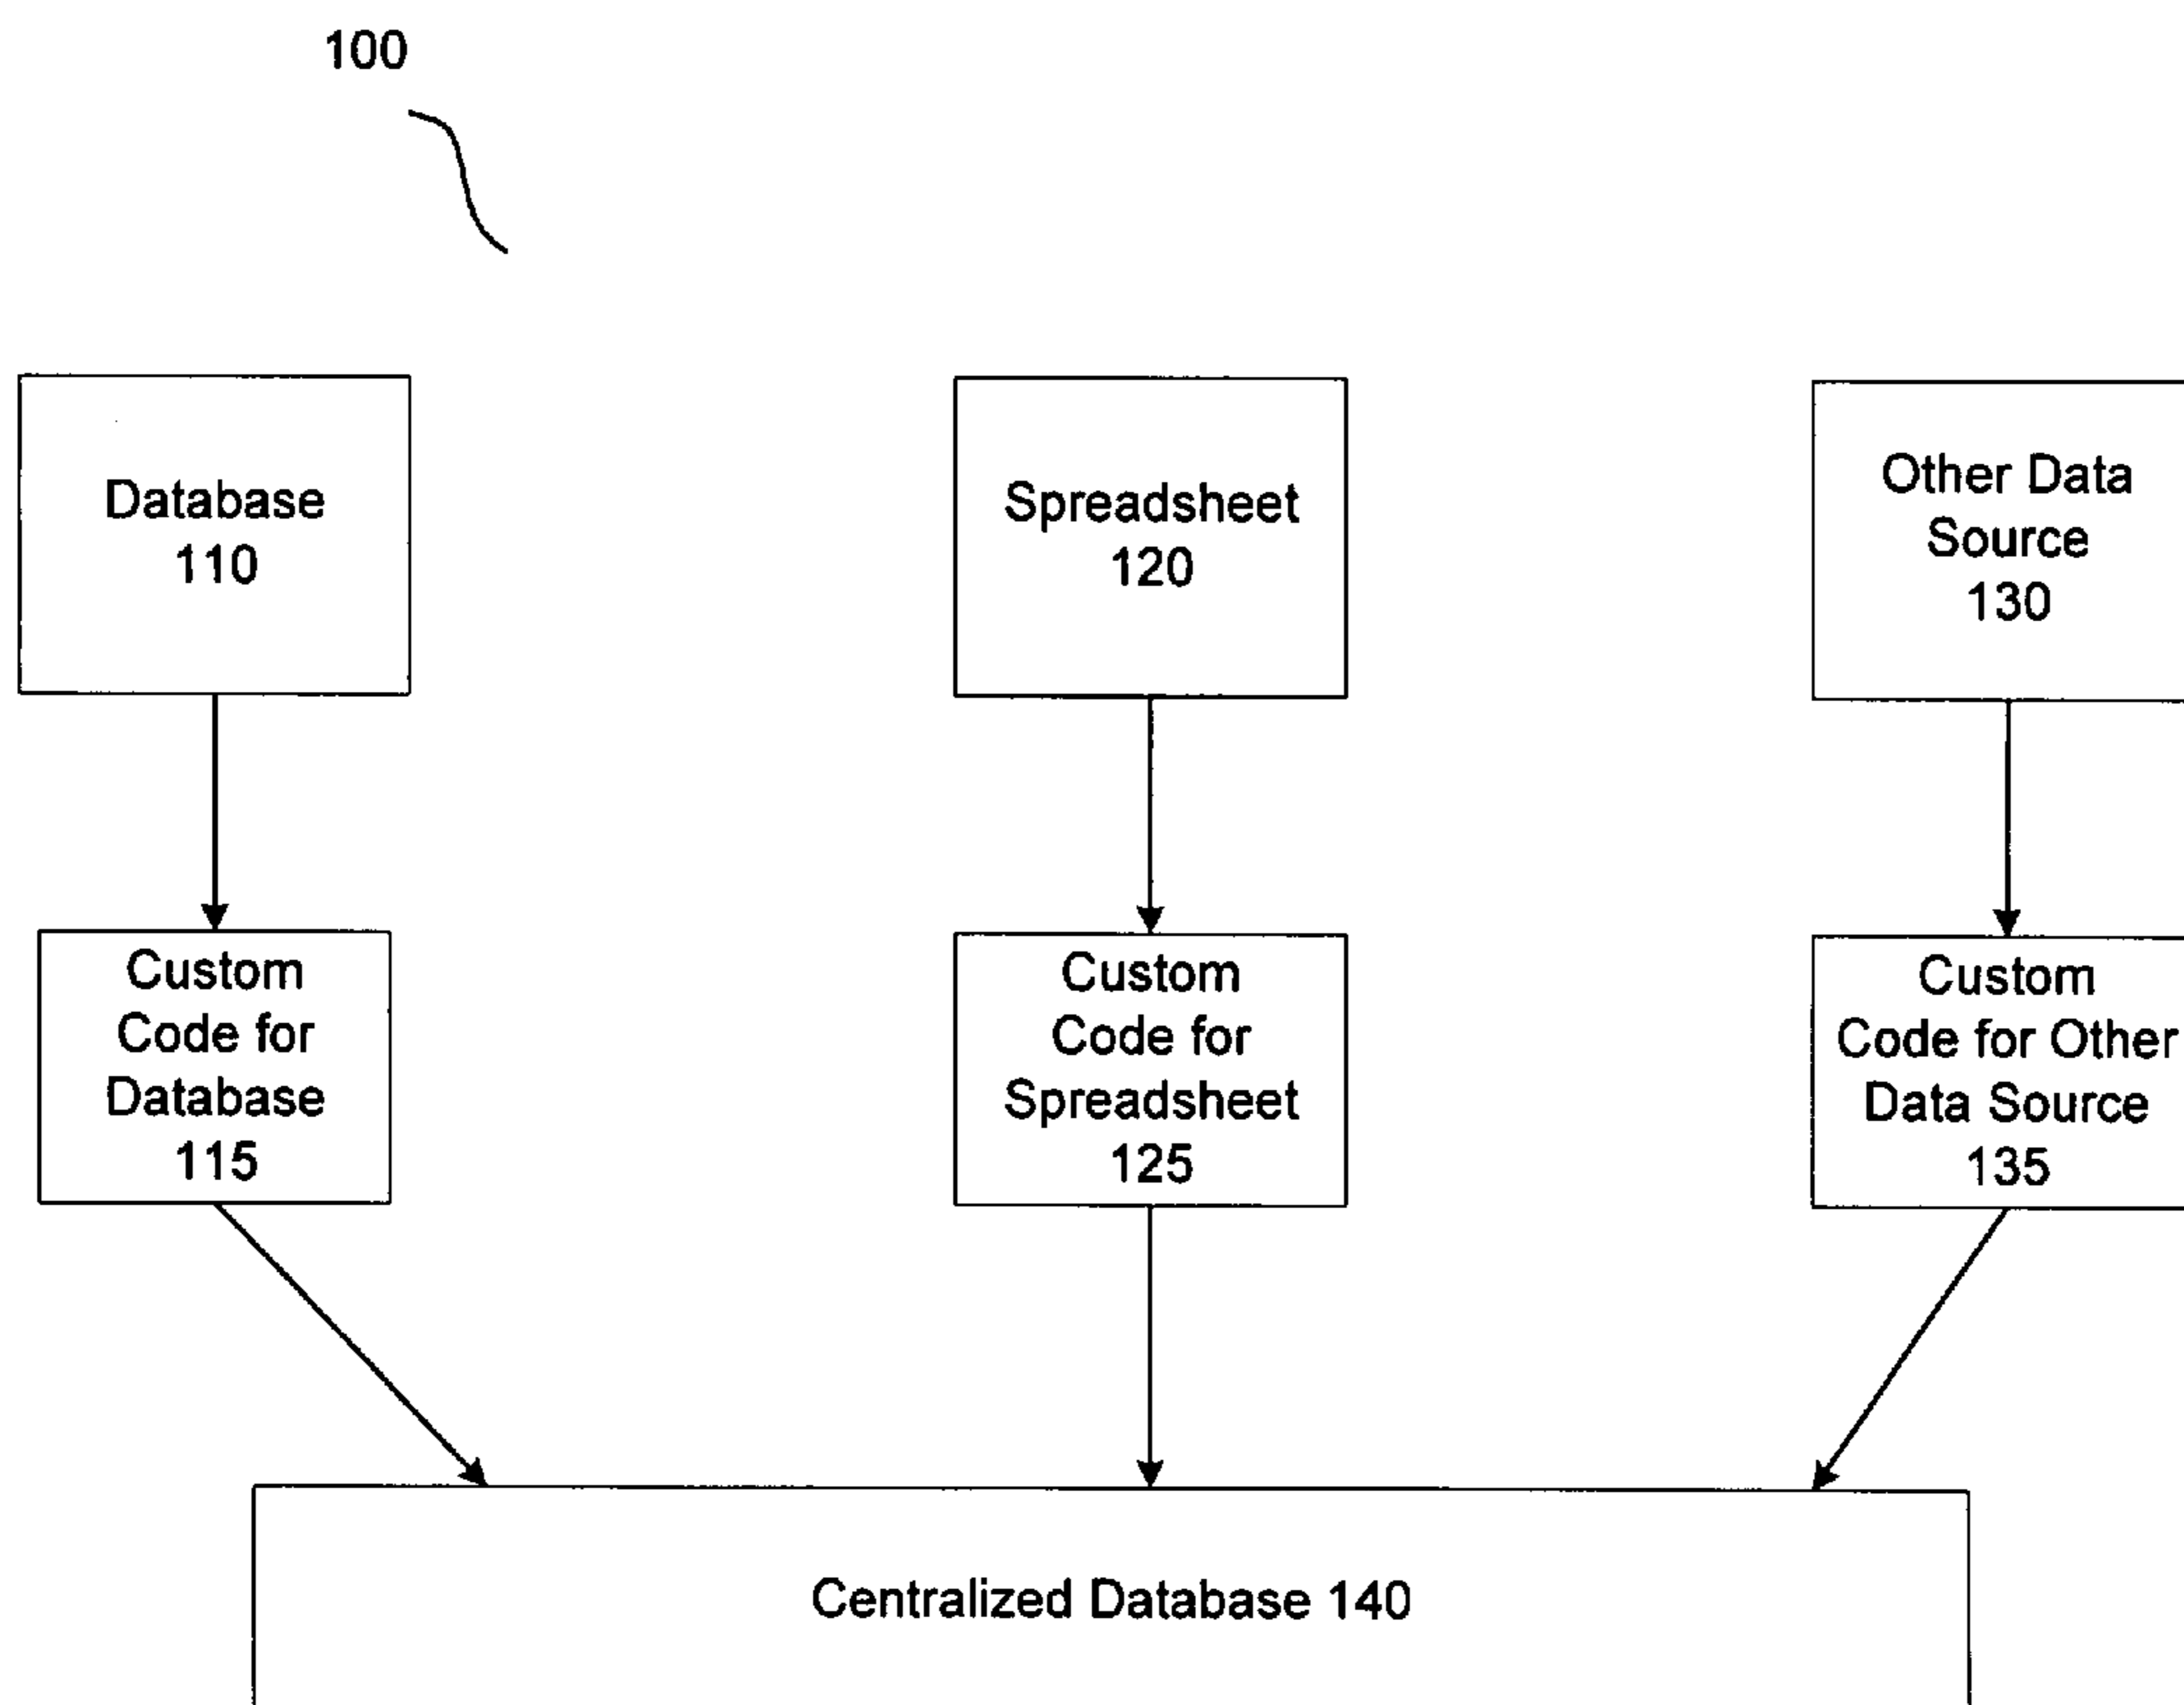 100
Database
110
Spreadsheet
120
Other Data
Source
130
Custom
Code for
Database
115
Custom
Code for
Spreadsheet
125
Custom
Code for Other
Data Source
135
Centralized Database 140